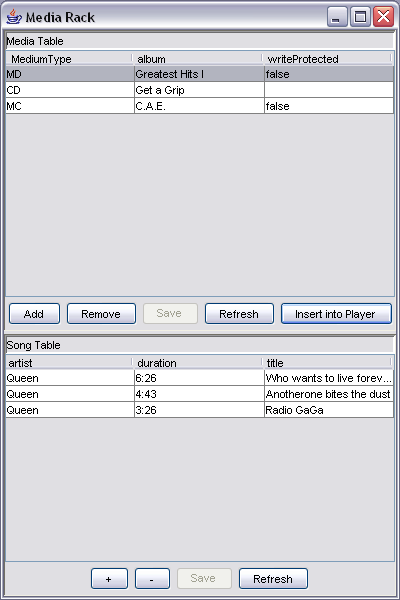 Media Rack
Media Table
MediumType album writeProtected
MD Greatest Hits I false
CD Get a Grip
MC C.A.E. false
Add Remove Save Refresh Insert into Player
Song Table
artist duration title
Queen 6:26 Who wants to live forev...
Queen 4:43 Anotherone bites the dust
Queen 3:26 Radio GaGa
+ - Save Refresh